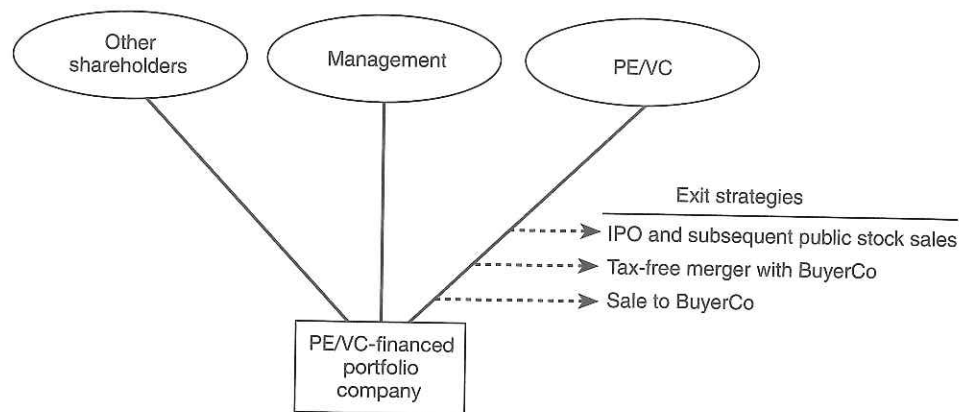 Other
shareholders
Management
PE/VC
Exit strategies
IPO and subsequent public stock sales
Tax-free merger with BuyerCo
Sale to BuyerCo
PE/VC-financed
portfolio
company